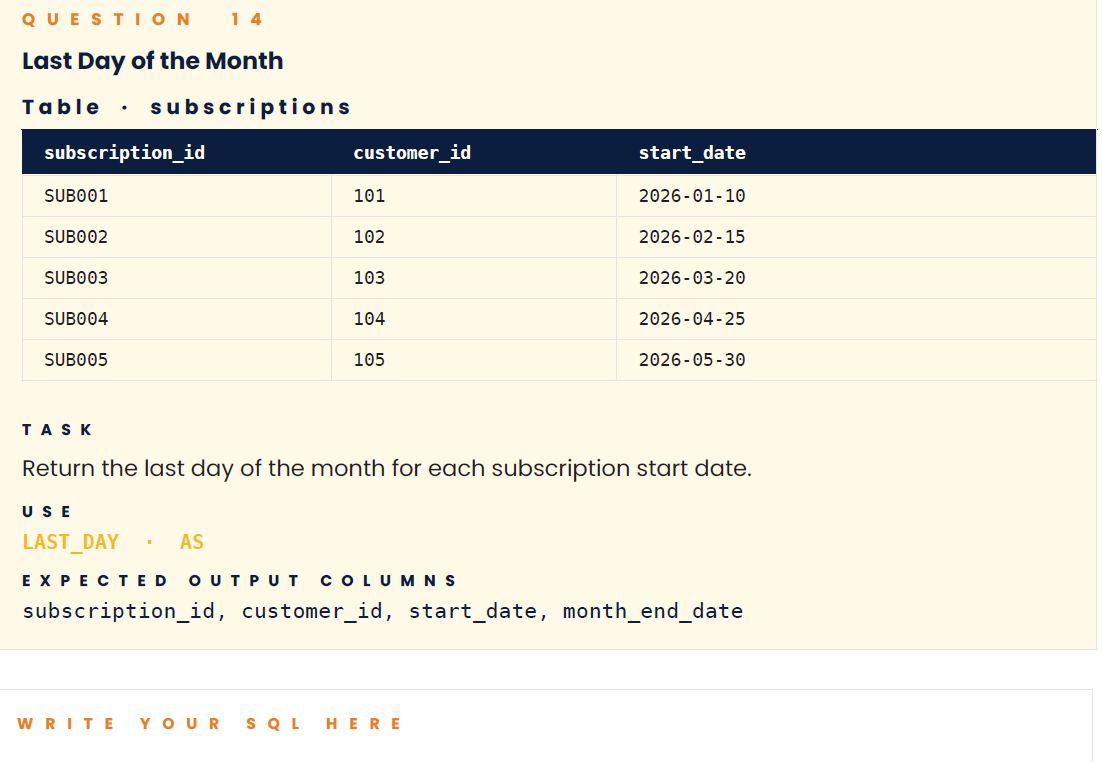 QUESTION 14
Last Day of the Month
Table · subscriptions
subscription_id customer_id start_date
SUB001 101 2026-01-10
SUB002 102 2026-02-15
SUB003 103 2026-03-20
SUB004 104 2026-04-25
SUB005 105 2026-05-30
TASK
Return the last day of the month for each subscription start date.
USE
LAST_DAY · AS
EXPECTED OUTPUT COLUMNS
subscription_id, customer_id, start_date, month_end_date
WRITE YOUR SQL HERE